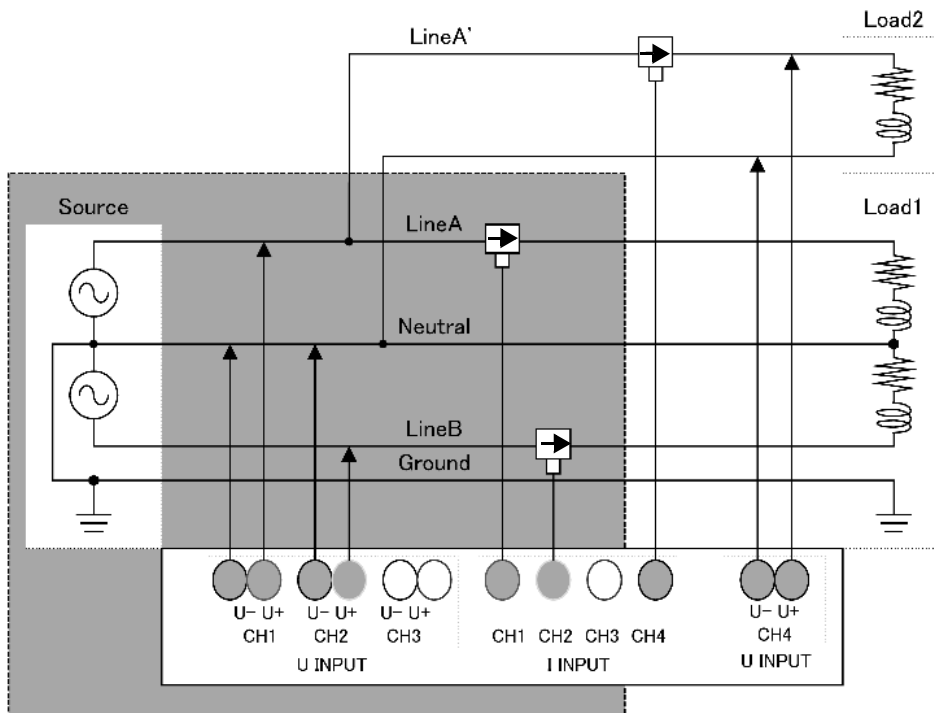 Load2
LineA'
Source
LineA
Load1
Neutral
LineB
Ground
U- U+ U- U+ U- U+ U- U+
CH1 CH2 CH3 CH1 CH2 CH3 CH4 CH4
U INPUT I INPUT U INPUT